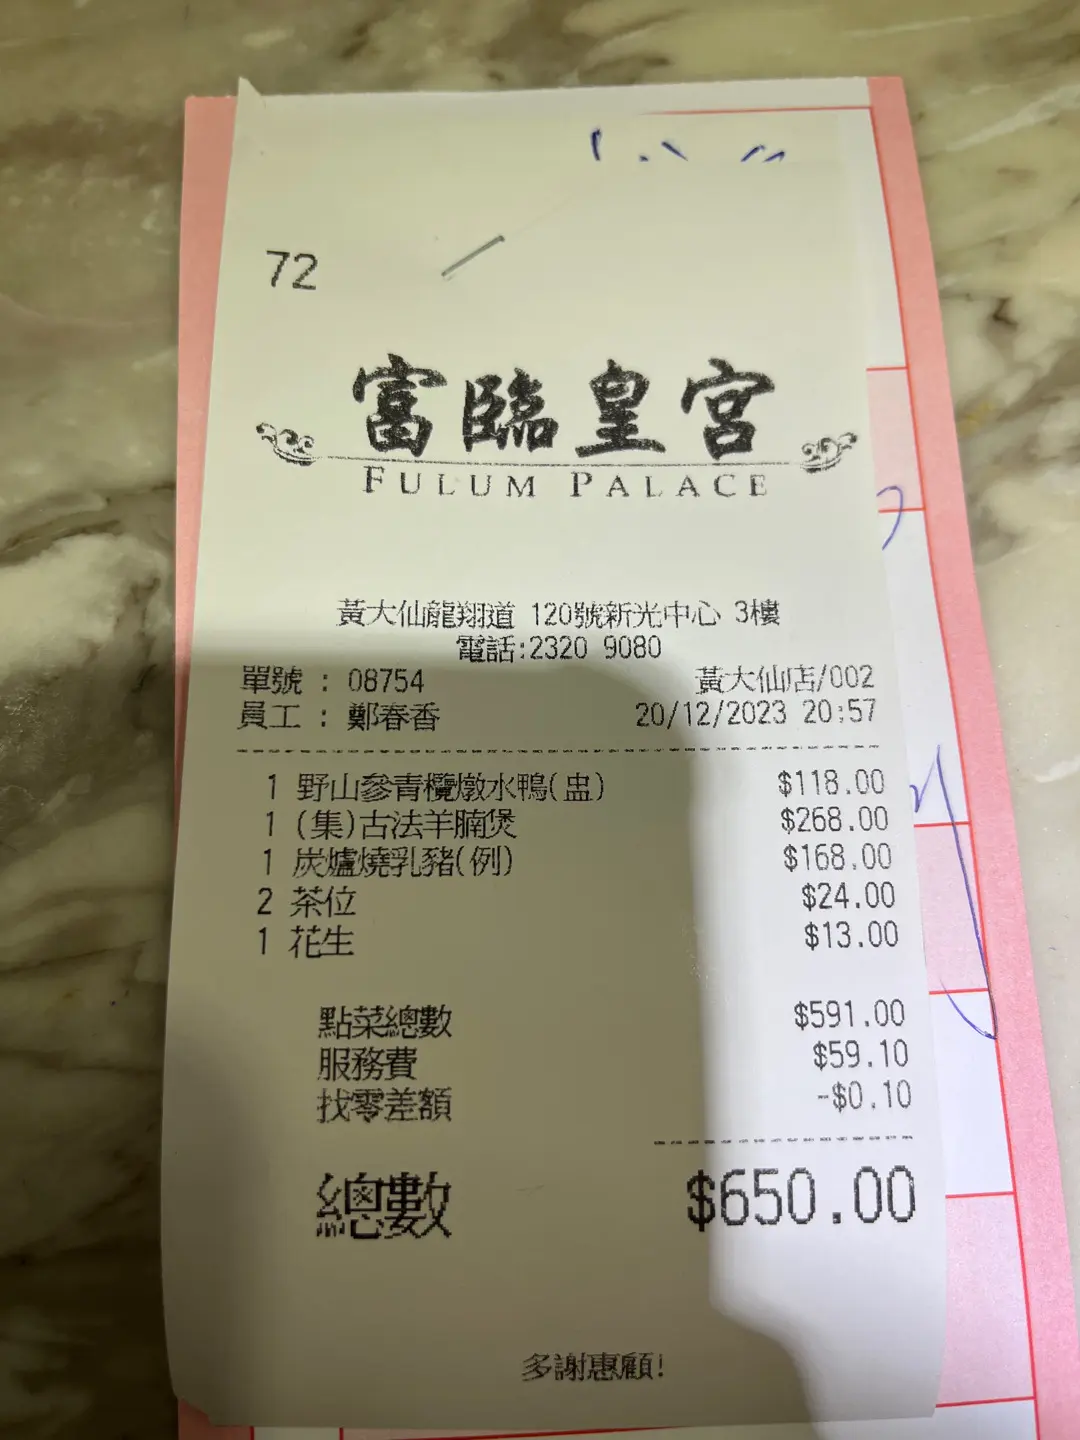 72
富臨皇宮
FULUM PALACE
黃大仙龍翔道 120號新光中心 3樓
電話:2320 9080
單號 : 08754 黃大仙店/002
員工 : 鄭春香 20/12/2023 20:57
1 野山參青欖燉水鴨(盅) $118.00
1 (集)古法羊腩煲 $268.00
1 炭爐燒乳豬(例) $168.00
2 茶位 $24.00
1 花生 $13.00
點菜總數 $591.00
服務費 $59.10
找零差額 -$0.10
總數 $650.00
多謝惠顧!